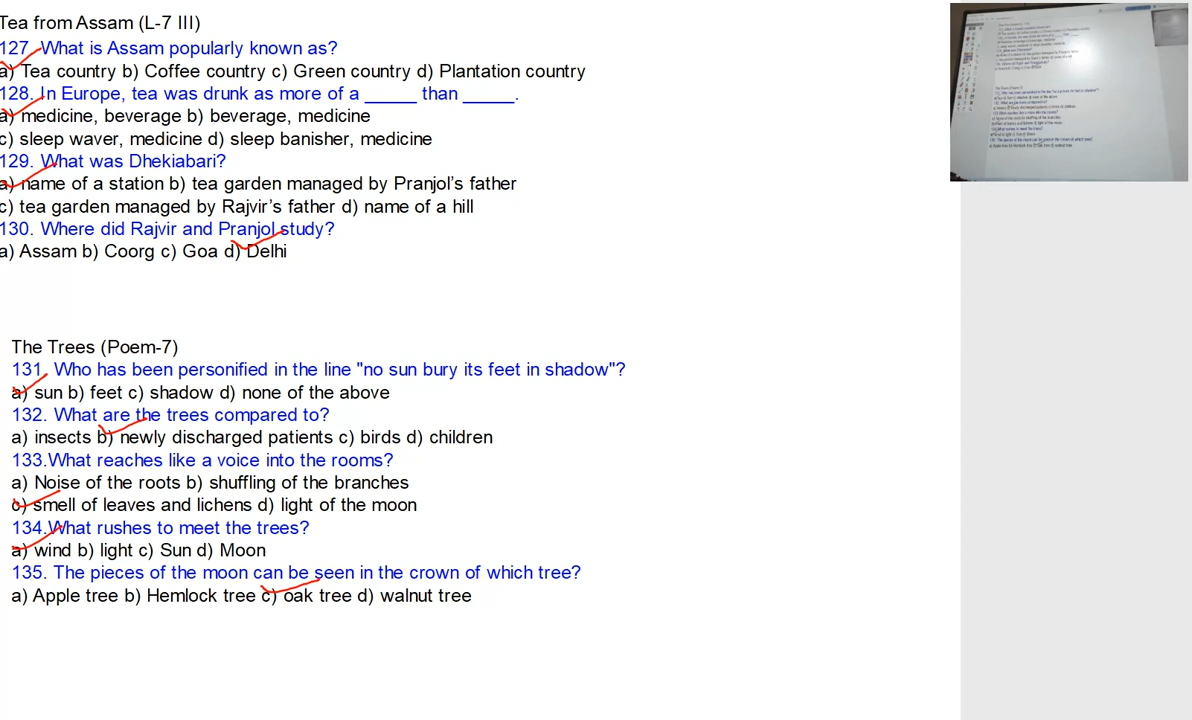 Tea from Assam (L-7 III)
127. What is Assam popularly known as?
a) Tea country b) Coffee country c) Green country d) Plantation country
128. In Europe, tea was drunk as more of a _____ than _____.
a) medicine, beverage b) beverage, medicine
c) sleep waver, medicine d) sleep banisher, medicine
129. What was Dhekiabari?
a) name of a station b) tea garden managed by Pranjol’s father
c) tea garden managed by Rajvir’s father d) name of a hill
130. Where did Rajvir and Pranjol study?
a) Assam b) Coorg c) Goa d) Delhi
The Trees (Poem-7)
131. Who has been personified in the line "no sun bury its feet in shadow"?
a) sun b) feet c) shadow d) none of the above
132. What are the trees compared to?
a) insects b) newly discharged patients c) birds d) children
133.What reaches like a voice into the rooms?
a) Noise of the roots b) shuffling of the branches
c) smell of leaves and lichens d) light of the moon
134.What rushes to meet the trees?
a) wind b) light c) Sun d) Moon
135. The pieces of the moon can be seen in the crown of which tree?
a) Apple tree b) Hemlock tree c) oak tree d) walnut tree